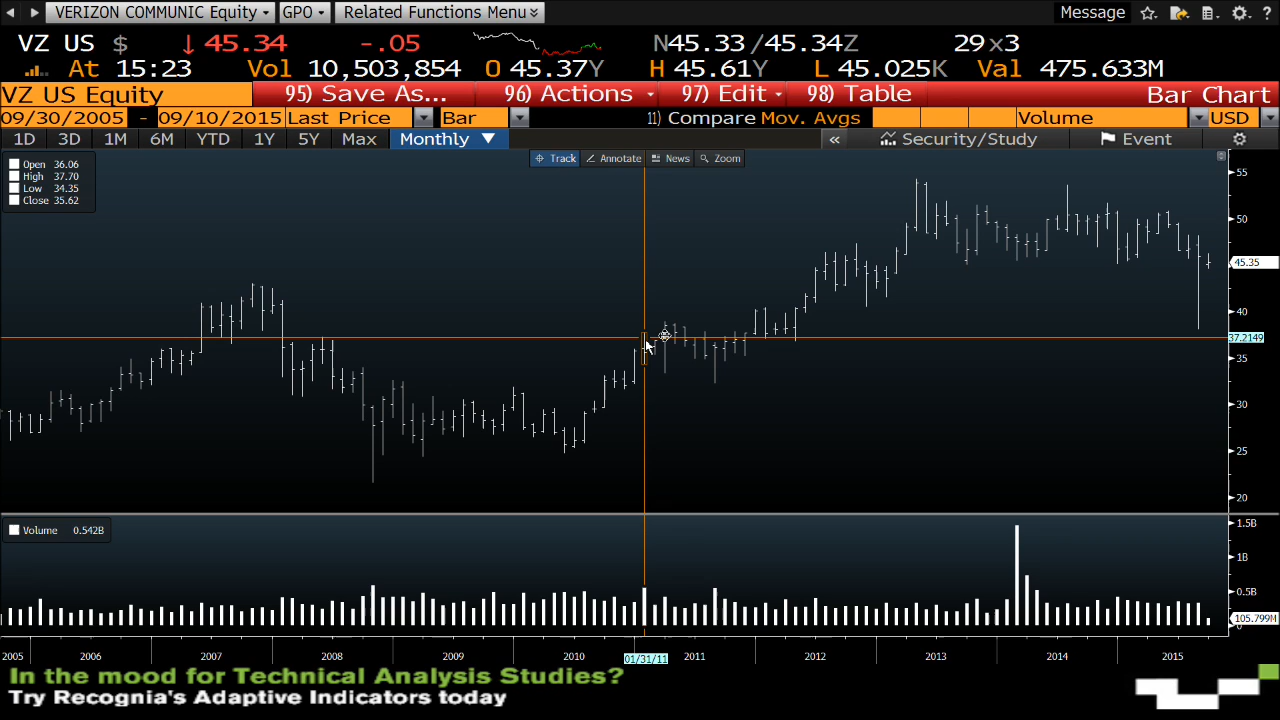 VERIZON COMMUNIC Equity GPO Related Functions Menu Message ?
VZ US $ ↓ 45.34 -.05 N45.33 /45.34Z 29x3
At 15:23 Vol 10,503,854 O 45.37Y H 45.61Y L 45.025K Val 475.633M
VZ US Equity 95) Save As... 96) Actions 97) Edit 98) Table Bar Chart
09/30/2005 - 09/10/2015 Last Price Bar 11) Compare Mov. Avgs Volume USD
1D 3D 1M 6M YTD 1Y 5Y Max Monthly ▼ « Security/Study Event
Track Annotate News Zoom
Open 36.06
High 37.70
Low 34.35
Close 35.62
55
50
45.35
40
37.2149
35
30
25
20
Volume 0.542B
1.5B
1B
0.5B
105.799M
0
2005 2006 2007 2008 2009 2010 01/31/11 2011 2012 2013 2014 2015
In the mood for Technical Analysis Studies?
Try Recognia's Adaptive Indicators today